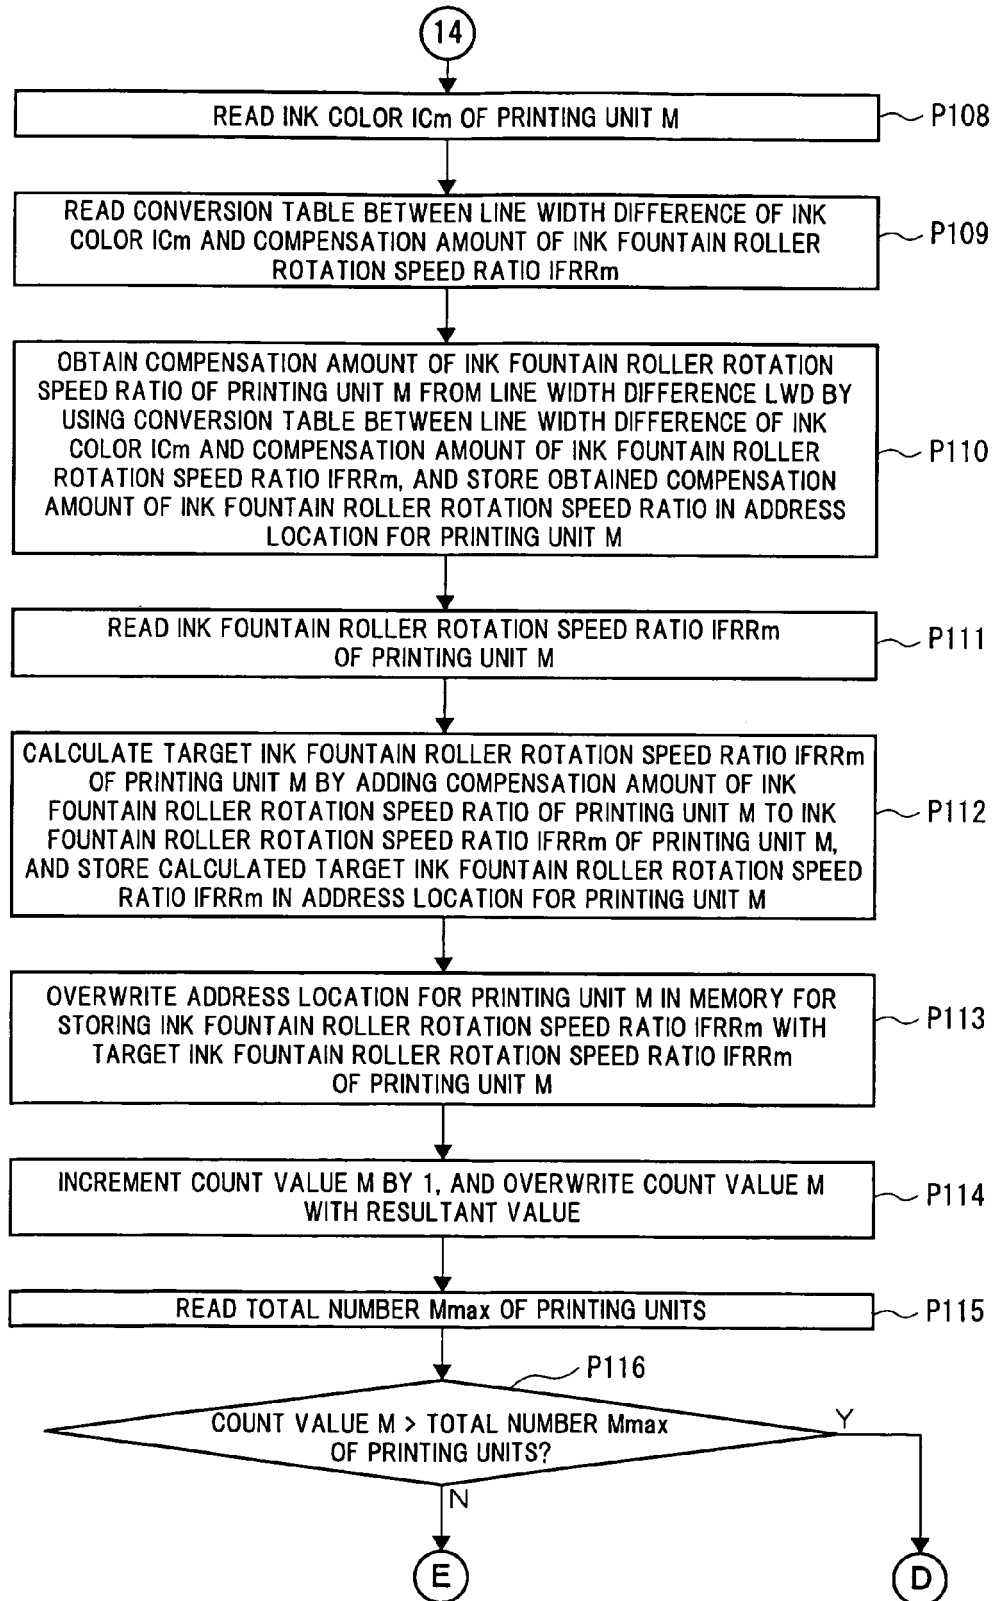 14
READ INK COLOR ICm OF PRINTING UNIT M
P108
READ CONVERSION TABLE BETWEEN LINE WIDTH DIFFERENCE OF INK
COLOR ICm AND COMPENSATION AMOUNT OF INK FOUNTAIN ROLLER
ROTATION SPEED RATIO IFRRm
P109
OBTAIN COMPENSATION AMOUNT OF INK FOUNTAIN ROLLER ROTATION
SPEED RATIO OF PRINTING UNIT M FROM LINE WIDTH DIFFERENCE LWD BY
USING CONVERSION TABLE BETWEEN LINE WIDTH DIFFERENCE OF INK
COLOR ICm AND COMPENSATION AMOUNT OF INK FOUNTAIN ROLLER
ROTATION SPEED RATIO IFRRm, AND STORE OBTAINED COMPENSATION
AMOUNT OF INK FOUNTAIN ROLLER ROTATION SPEED RATIO IN ADDRESS
LOCATION FOR PRINTING UNIT M
P110
READ INK FOUNTAIN ROLLER ROTATION SPEED RATIO IFRRm
OF PRINTING UNIT M
P111
CALCULATE TARGET INK FOUNTAIN ROLLER ROTATION SPEED RATIO IFRRm
OF PRINTING UNIT M BY ADDING COMPENSATION AMOUNT OF INK
FOUNTAIN ROLLER ROTATION SPEED RATIO OF PRINTING UNIT M TO INK
FOUNTAIN ROLLER ROTATION SPEED RATIO IFRRm OF PRINTING UNIT M,
AND STORE CALCULATED TARGET INK FOUNTAIN ROLLER ROTATION SPEED
RATIO IFRRm IN ADDRESS LOCATION FOR PRINTING UNIT M
P112
OVERWRITE ADDRESS LOCATION FOR PRINTING UNIT M IN MEMORY FOR
STORING INK FOUNTAIN ROLLER ROTATION SPEED RATIO IFRRm WITH
TARGET INK FOUNTAIN ROLLER ROTATION SPEED RATIO IFRRm
OF PRINTING UNIT M
P113
INCREMENT COUNT VALUE M BY 1, AND OVERWRITE COUNT VALUE M
WITH RESULTANT VALUE
P114
READ TOTAL NUMBER Mmax OF PRINTING UNITS
P115
P116
COUNT VALUE M > TOTAL NUMBER Mmax
OF PRINTING UNITS?
Y
N
E
D